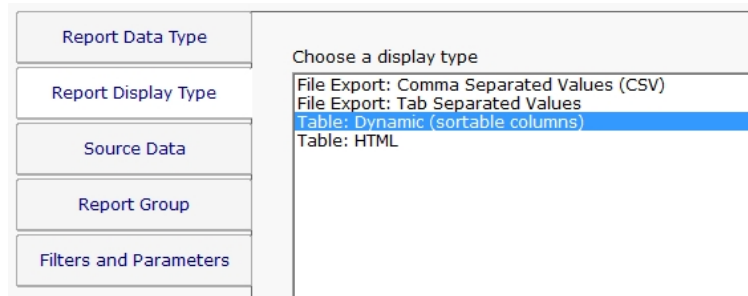 Report Data Type
Report Display Type
Source Data
Report Group
Filters and Parameters
Choose a display type
File Export: Comma Separated Values (CSV)
File Export: Tab Separated Values
Table: Dynamic (sortable columns)
Table: HTML